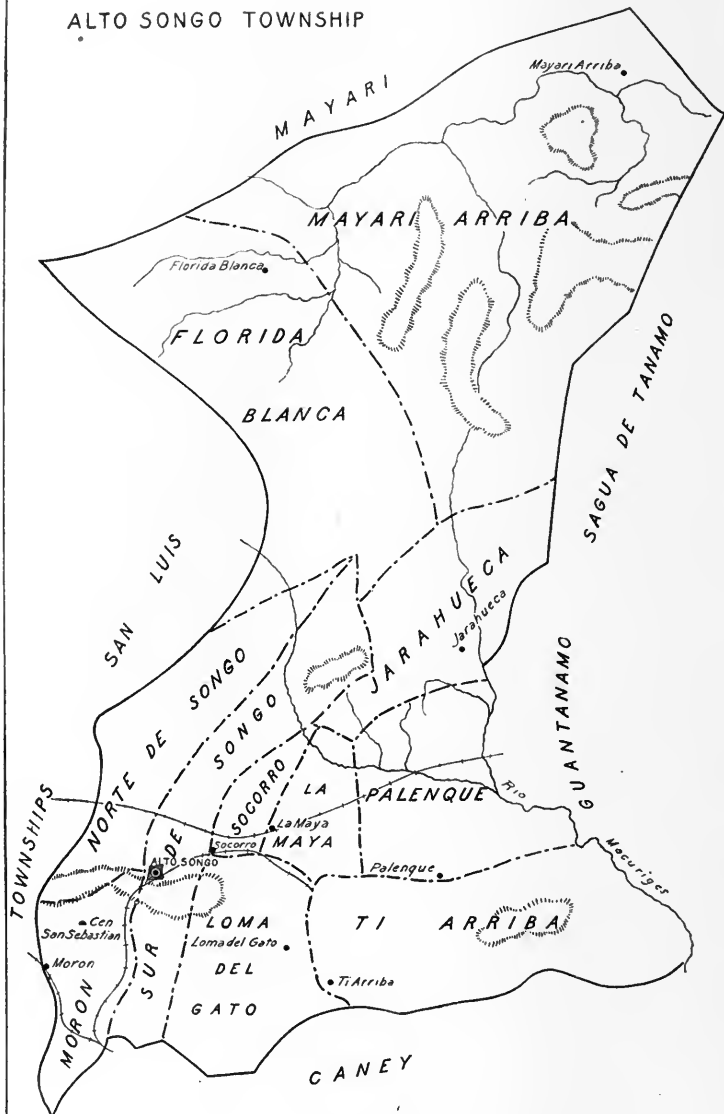 ALTO SONGO TOWNSHIP
Mayari Arriba
MAYARI
MAYARI ARRIBA
Florida Blanca
FLORIDA
BLANCA
SAGUA DE TANAMO
SAN LUIS
JARAHUECA
Jarahueca
NORTE DE SONGO
SUR DE SONGO
SOCORRO
LA
MAYA
PALENQUE
GUANTANAMO
Rio Macuriges
La Maya
Socorro
ALTO SONGO
Palenque
TOWNSHIPS
Cen
San Sebastian
Moron
MORON
LOMA
Loma del Gato
DEL
GATO
TI ARRIBA
Ti Arriba
CANEY